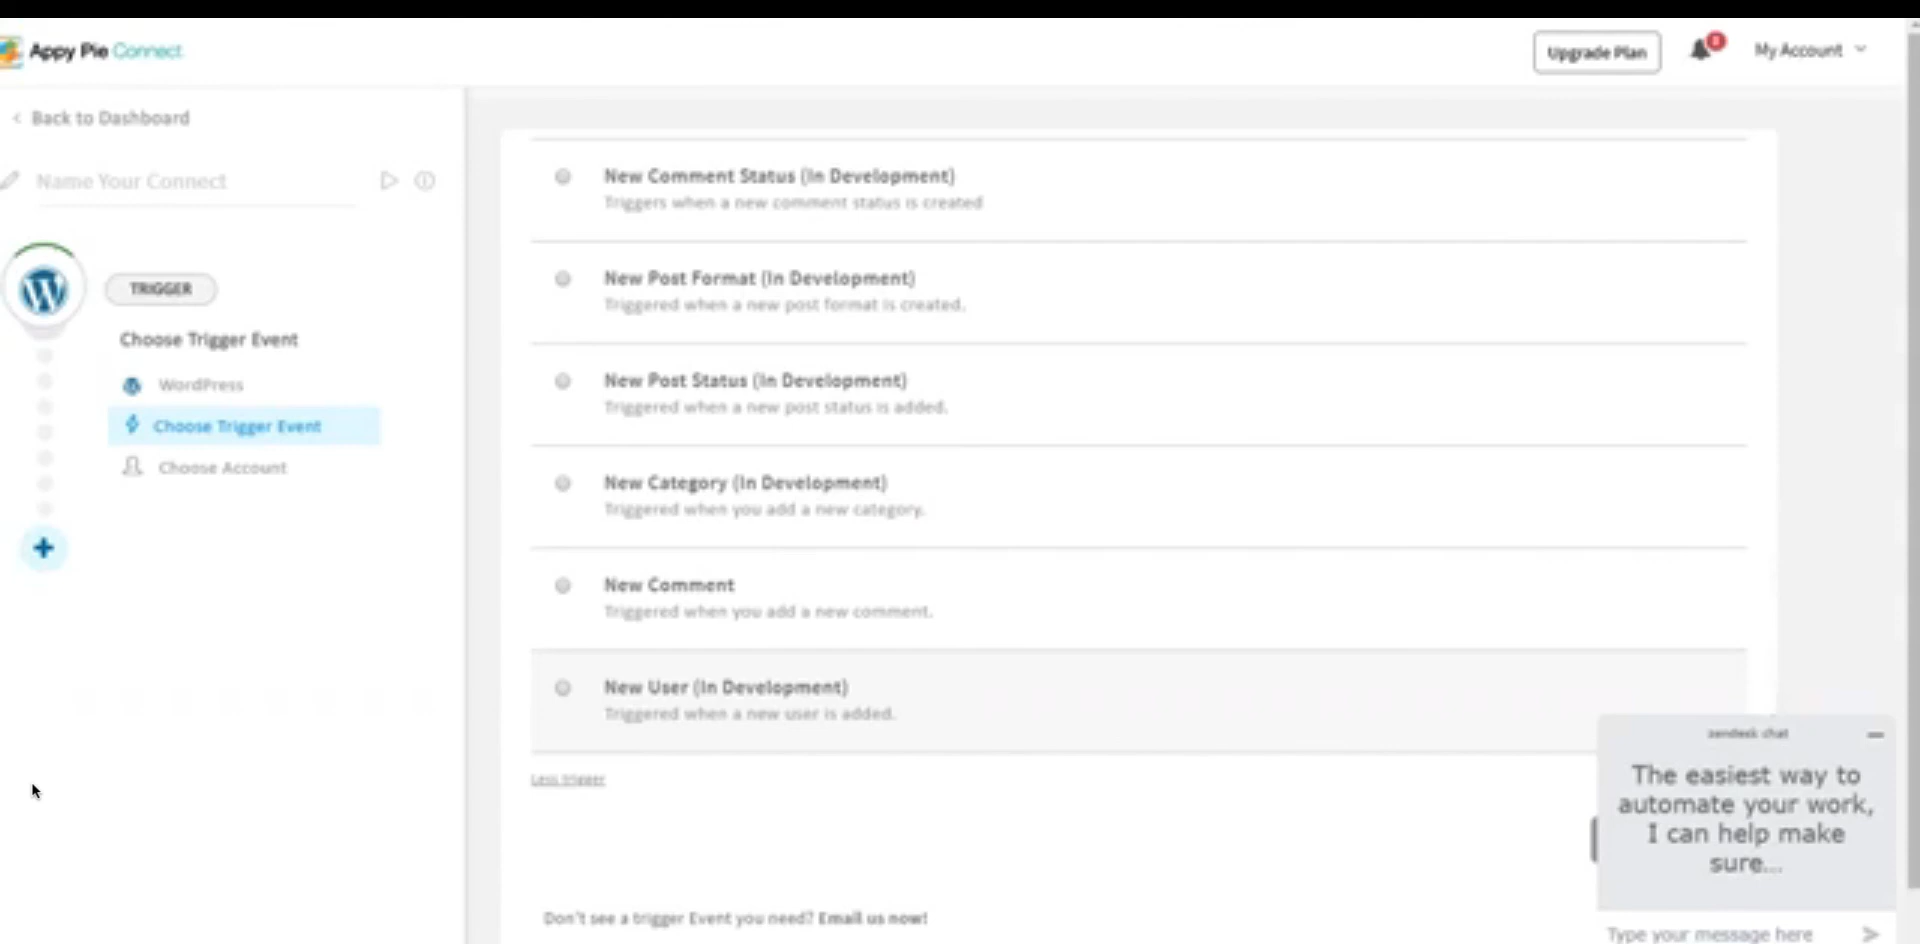 Appy Pie Connect
Upgrade Plan
My Account
Back to Dashboard
Name Your Connect
TRIGGER
Choose Trigger Event
WordPress
Choose Trigger Event
Choose Account
New Comment Status (In Development)
Triggers when a new comment status is created
New Post Format (In Development)
Triggered when a new post format is created.
New Post Status (In Development)
Triggered when a new post status is added.
New Category (In Development)
Triggered when you add a new category.
New Comment
Triggered when you add a new comment.
New User (In Development)
Triggered when a new user is added.
Less trigger
Don't see a trigger Event you need? Email us now!
zendesk chat
The easiest way to
automate your work,
I can help make
sure...
Type your message here